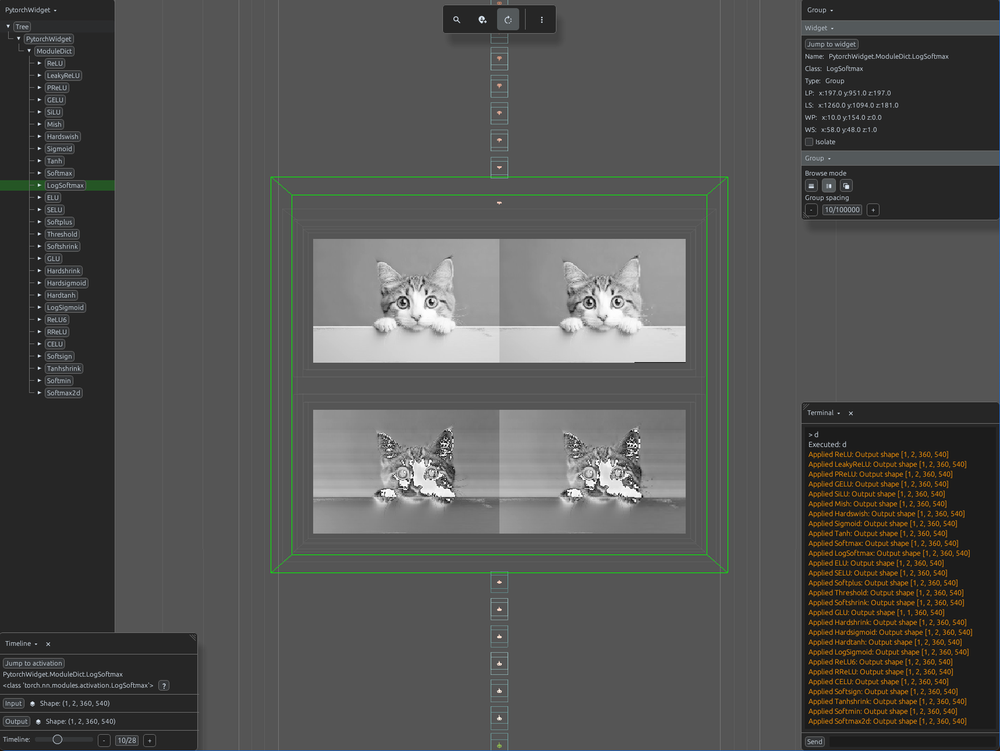 PytorchWidget
Tree
PytorchWidget
ModuleDict
ReLU
LeakyReLU
PReLU
GELU
SiLU
Mish
Hardswish
Sigmoid
Tanh
Softmax
LogSoftmax
ELU
SELU
Softplus
Threshold
Softshrink
GLU
Hardshrink
Hardsigmoid
Hardtanh
LogSigmoid
ReLU6
RReLU
CELU
Softsign
Tanhshrink
Softmin
Softmax2d
Timeline
Jump to activation
PytorchWidget.ModuleDict.LogSoftmax
<class 'torch.nn.modules.activation.LogSoftmax'> ?
Input Shape: (1, 2, 360, 540)
Output Shape: (1, 2, 360, 540)
Timeline: - 10/28 +
Group
Widget
Jump to widget
Name: PytorchWidget.ModuleDict.LogSoftmax
Class: LogSoftmax
Type: Group
LP: x:197.0 y:951.0 z:197.0
LS: x:1260.0 y:1094.0 z:181.0
WP: x:10.0 y:154.0 z:0.0
WS: x:58.0 y:48.0 z:1.0
Isolate
Group
Browse mode
Group spacing
- 10/100000 +
Terminal
> d
Executed: d
Applied ReLU: Output shape [1, 2, 360, 540]
Applied LeakyReLU: Output shape [1, 2, 360, 540]
Applied PReLU: Output shape [1, 2, 360, 540]
Applied GELU: Output shape [1, 2, 360, 540]
Applied SiLU: Output shape [1, 2, 360, 540]
Applied Mish: Output shape [1, 2, 360, 540]
Applied Hardswish: Output shape [1, 2, 360, 540]
Applied Sigmoid: Output shape [1, 2, 360, 540]
Applied Tanh: Output shape [1, 2, 360, 540]
Applied Softmax: Output shape [1, 2, 360, 540]
Applied LogSoftmax: Output shape [1, 2, 360, 540]
Applied ELU: Output shape [1, 2, 360, 540]
Applied SELU: Output shape [1, 2, 360, 540]
Applied Softplus: Output shape [1, 2, 360, 540]
Applied Threshold: Output shape [1, 2, 360, 540]
Applied Softshrink: Output shape [1, 2, 360, 540]
Applied GLU: Output shape [1, 1, 360, 540]
Applied Hardshrink: Output shape [1, 2, 360, 540]
Applied Hardsigmoid: Output shape [1, 2, 360, 540]
Applied Hardtanh: Output shape [1, 2, 360, 540]
Applied LogSigmoid: Output shape [1, 2, 360, 540]
Applied ReLU6: Output shape [1, 2, 360, 540]
Applied RReLU: Output shape [1, 2, 360, 540]
Applied CELU: Output shape [1, 2, 360, 540]
Applied Softsign: Output shape [1, 2, 360, 540]
Applied Tanhshrink: Output shape [1, 2, 360, 540]
Applied Softmin: Output shape [1, 2, 360, 540]
Applied Softmax2d: Output shape [1, 2, 360, 540]
Send